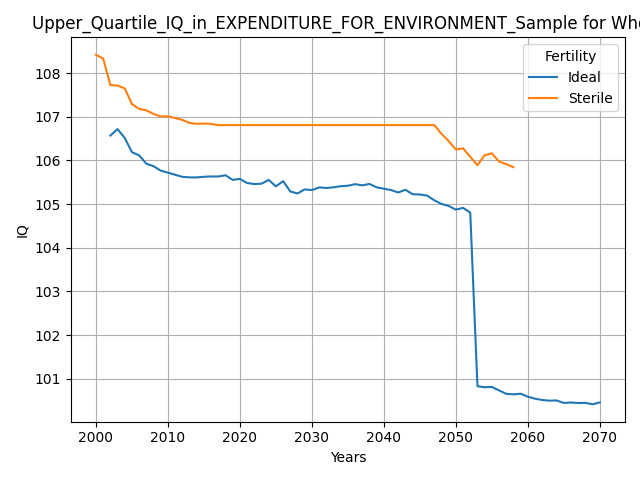 Upper_Quartile_IQ_in_EXPENDITURE_FOR_ENVIRONMENT_Sample for Who
Fertility
Ideal
Sterile
IQ
108
107
106
105
104
103
102
101
2000 2010 2020 2030 2040 2050 2060 2070
Years